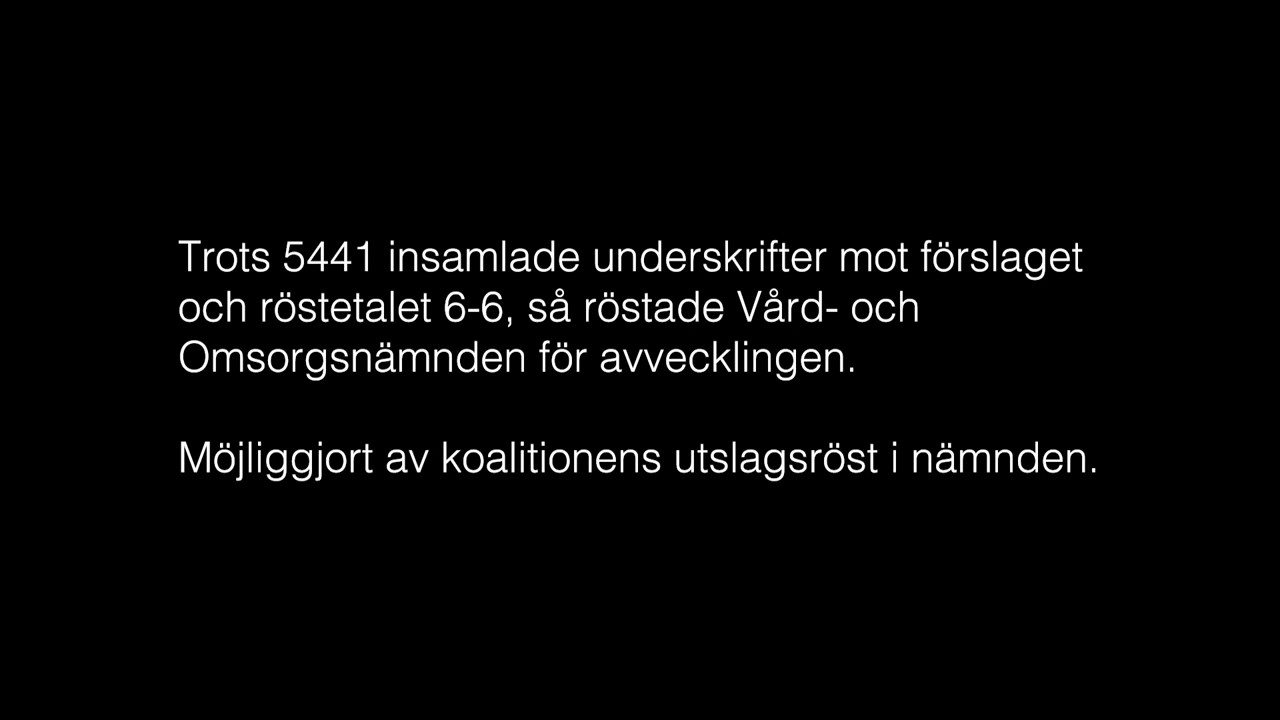 Trots 5441 insamlade underskrifter mot förslaget
och röstetalet 6-6, så röstade Vård- och
Omsorgsnämnden för avvecklingen.
Möjliggjort av koalitionens utslagsröst i nämnden.